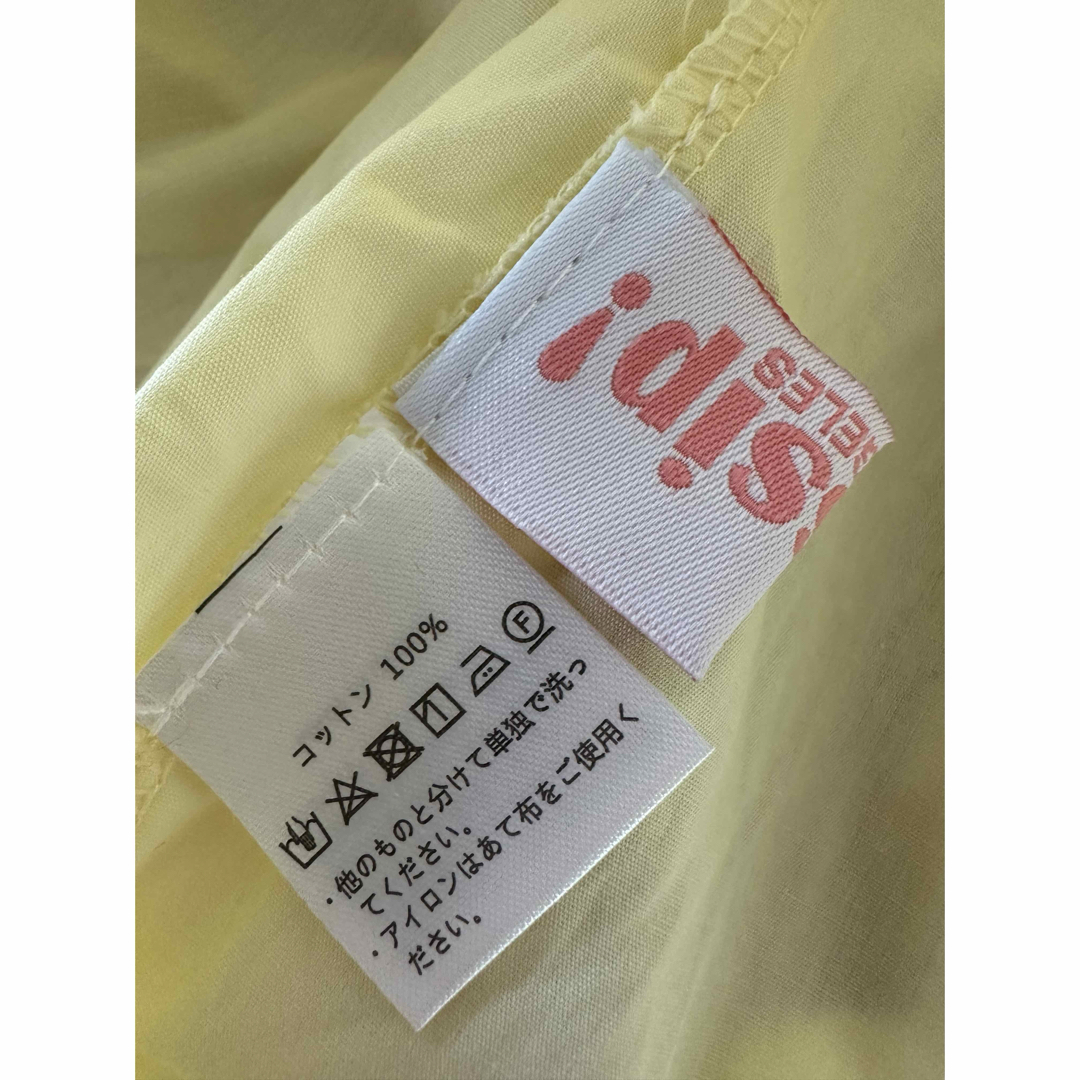 ssip!
ELES
コットン 100%
F
・他のものと分けて単独で洗っ
てください。
・アイロンはあて布をご使用く
ださい。